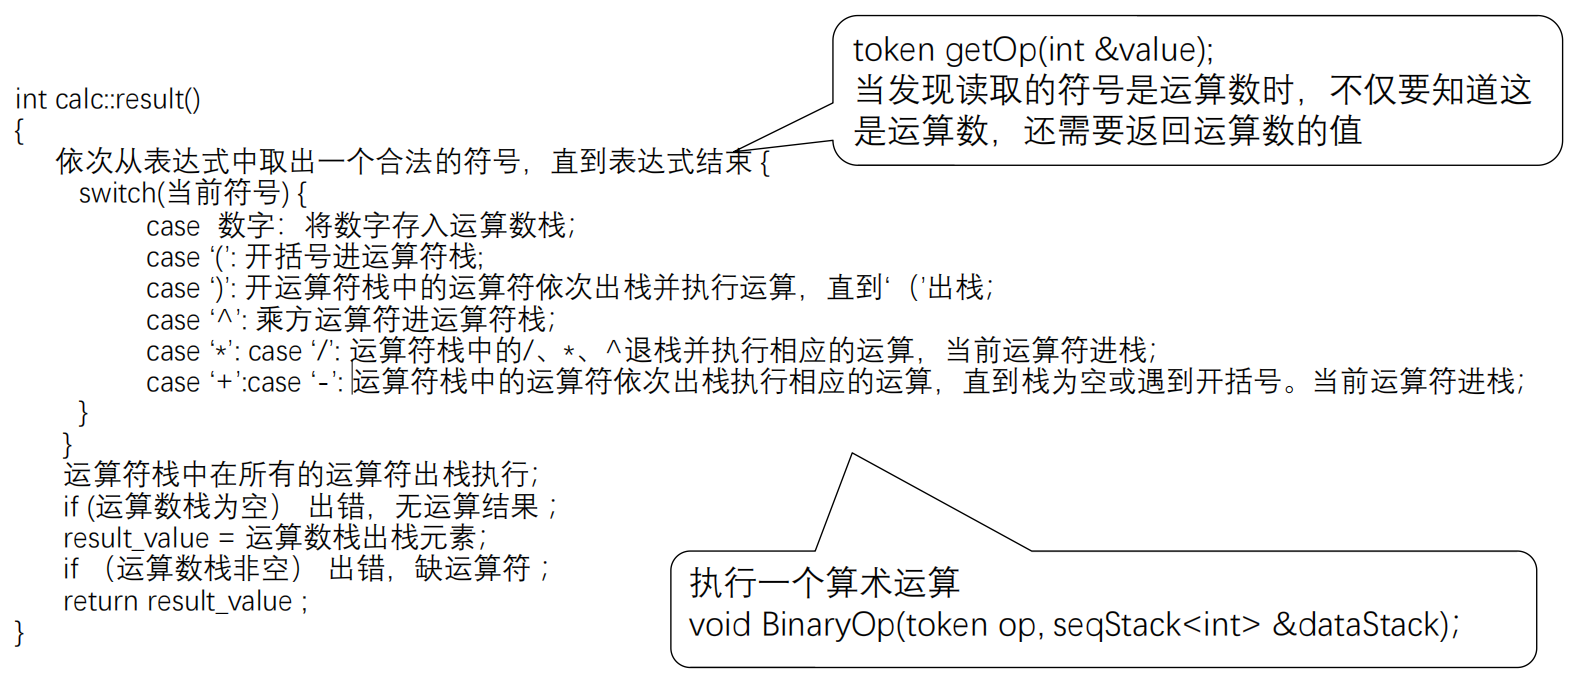 token getOp(int &value);
当发现读取的符号是运算数时，不仅要知道这
是运算数，还需要返回运算数的值
int calc::result()
{
依次从表达式中取出一个合法的符号，直到表达式结束 {
switch(当前符号) {
case 数字：将数字存入运算数栈；
case ‘(’: 开括号进运算符栈;
case ‘)’: 开运算符栈中的运算符依次出栈并执行运算，直到‘（’出栈；
case ‘^’: 乘方运算符进运算符栈；
case ‘*’: case ‘/’: 运算符栈中的/、*、^退栈并执行相应的运算，当前运算符进栈；
case ‘+’:case ‘-’: 运算符栈中的运算符依次出栈执行相应的运算，直到栈为空或遇到开括号。当前运算符进栈；
}
}
运算符栈中在所有的运算符出栈执行；
if (运算数栈为空） 出错，无运算结果 ；
result_value = 运算数栈出栈元素；
if （运算数栈非空） 出错，缺运算符 ；
return result_value ;
}
执行一个算术运算
void BinaryOp(token op, seqStack<int> &dataStack)；